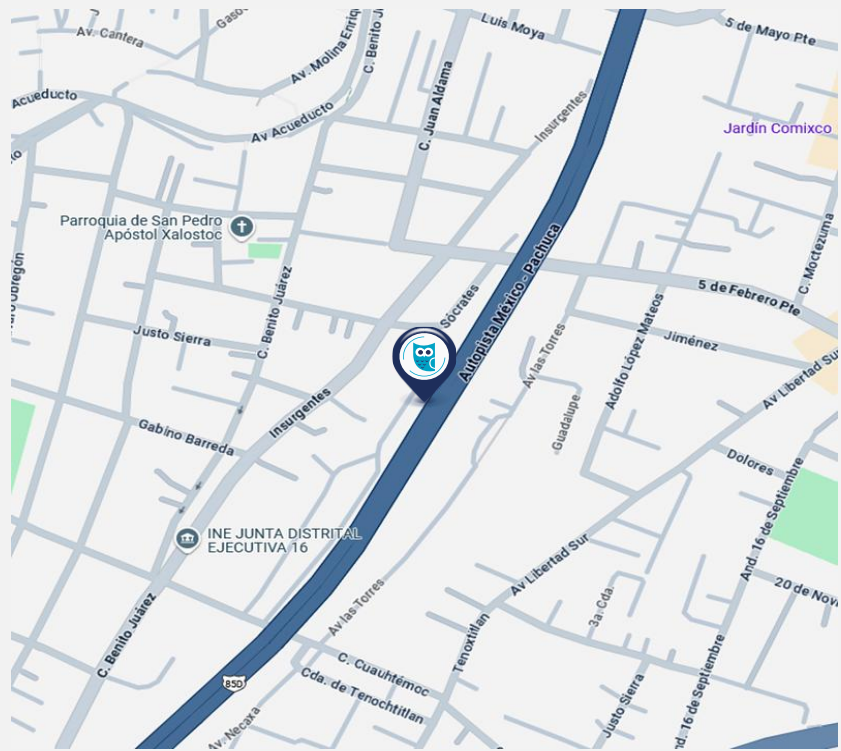 Gaso
Luis Moya
5 de Mayo Pte
Av. Cantera
Av. Molina Enriq
C. Benito J
Acueducto
C. Juan Aldama
Insurgentes
Av Acueducto
Jardín Comixco
Parroquia de San Pedro
Apóstol Xalostoc
C. Moctezuma
Autopista México - Pachuca
Obregón
C. Benito Juárez
Sócrates
5 de Febrero Pte
Justo Sierra
Av las Torres
Adolfo López Mateos
Jiménez
Av Libertad Sur
Insurgentes
Guadalupe
Gabino Barreda
Dolores
And. 16 de Septiembre
INE JUNTA DISTRITAL
EJECUTIVA 16
Av Libertad Sur
20 de Nov
Av las Torres
3a. Cda.
C. Benito Juárez
Tenoxtitlan
C. Cuauhtémoc
85D
Cda. de Tenochtitlan
Justo Sierra
d. 16 de Septiembre
Av. Necaxa